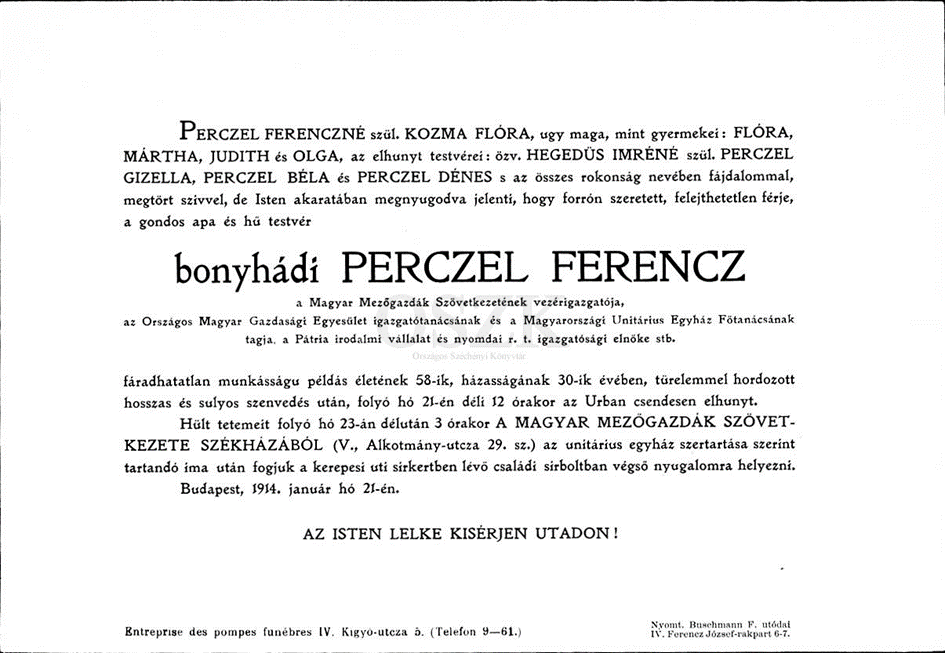 PERCZEL FERENCZNÉ szül. KOZMA FLÓRA, ugy maga, mint gyermekei: FLÓRA,
MÁRTHA, JUDITH és OLGA, az elhunyt testvérei: özv. HEGEDÜS IMRÉNÉ szül. PERCZEL
GIZELLA, PERCZEL BÉLA és PERCZEL DÉNES s az összes rokonság nevében fájdalommal,
megtört szivvel, de Isten akaratában megnyugodva jelenti, hogy forrón szeretett, felejthetetlen férje,
a gondos apa és hű testvér
bonyhádi PERCZEL FERENCZ
a Magyar Mezőgazdák Szövetkezetének vezérigazgatója,
az Országos Magyar Gazdasági Egyesület igazgatótanácsának és a Magyarországi Unitárius Egyház Főtanácsának
tagja, a Pátria irodalmi vállalat és nyomdai r. t. igazgatósági elnöke stb.
OSZK
Országos Széchényi Könyvtár
fáradhatatlan munkásságu példás életének 58-ik, házasságának 30-ik évében, türelemmel hordozott
hosszas és sulyos szenvedés után, folyó hó 21-én déli 12 órakor az Urban csendesen elhunyt.
Hült tetemeit folyó hó 23-án délután 3 órakor A MAGYAR MEZŐGAZDÁK SZÖVET-
KEZETE SZÉKHÁZÁBÓL (V., Alkotmány-utcza 29. sz.) az unitárius egyház szertartása szerint
tartandó ima után fogjuk a kerepesi uti sirkertben lévő családi sirboltban végső nyugalomra helyezni.
Budapest, 1914. január hó 21-én.
AZ ISTEN LELKE KISÉRJEN UTADON!
Entreprise des pompes funébres IV. Kigyó-utcza 5. (Telefon 9—61.)
Nyomt. Buschmann F. utódai
IV. Ferencz József-rakpart 6-7.